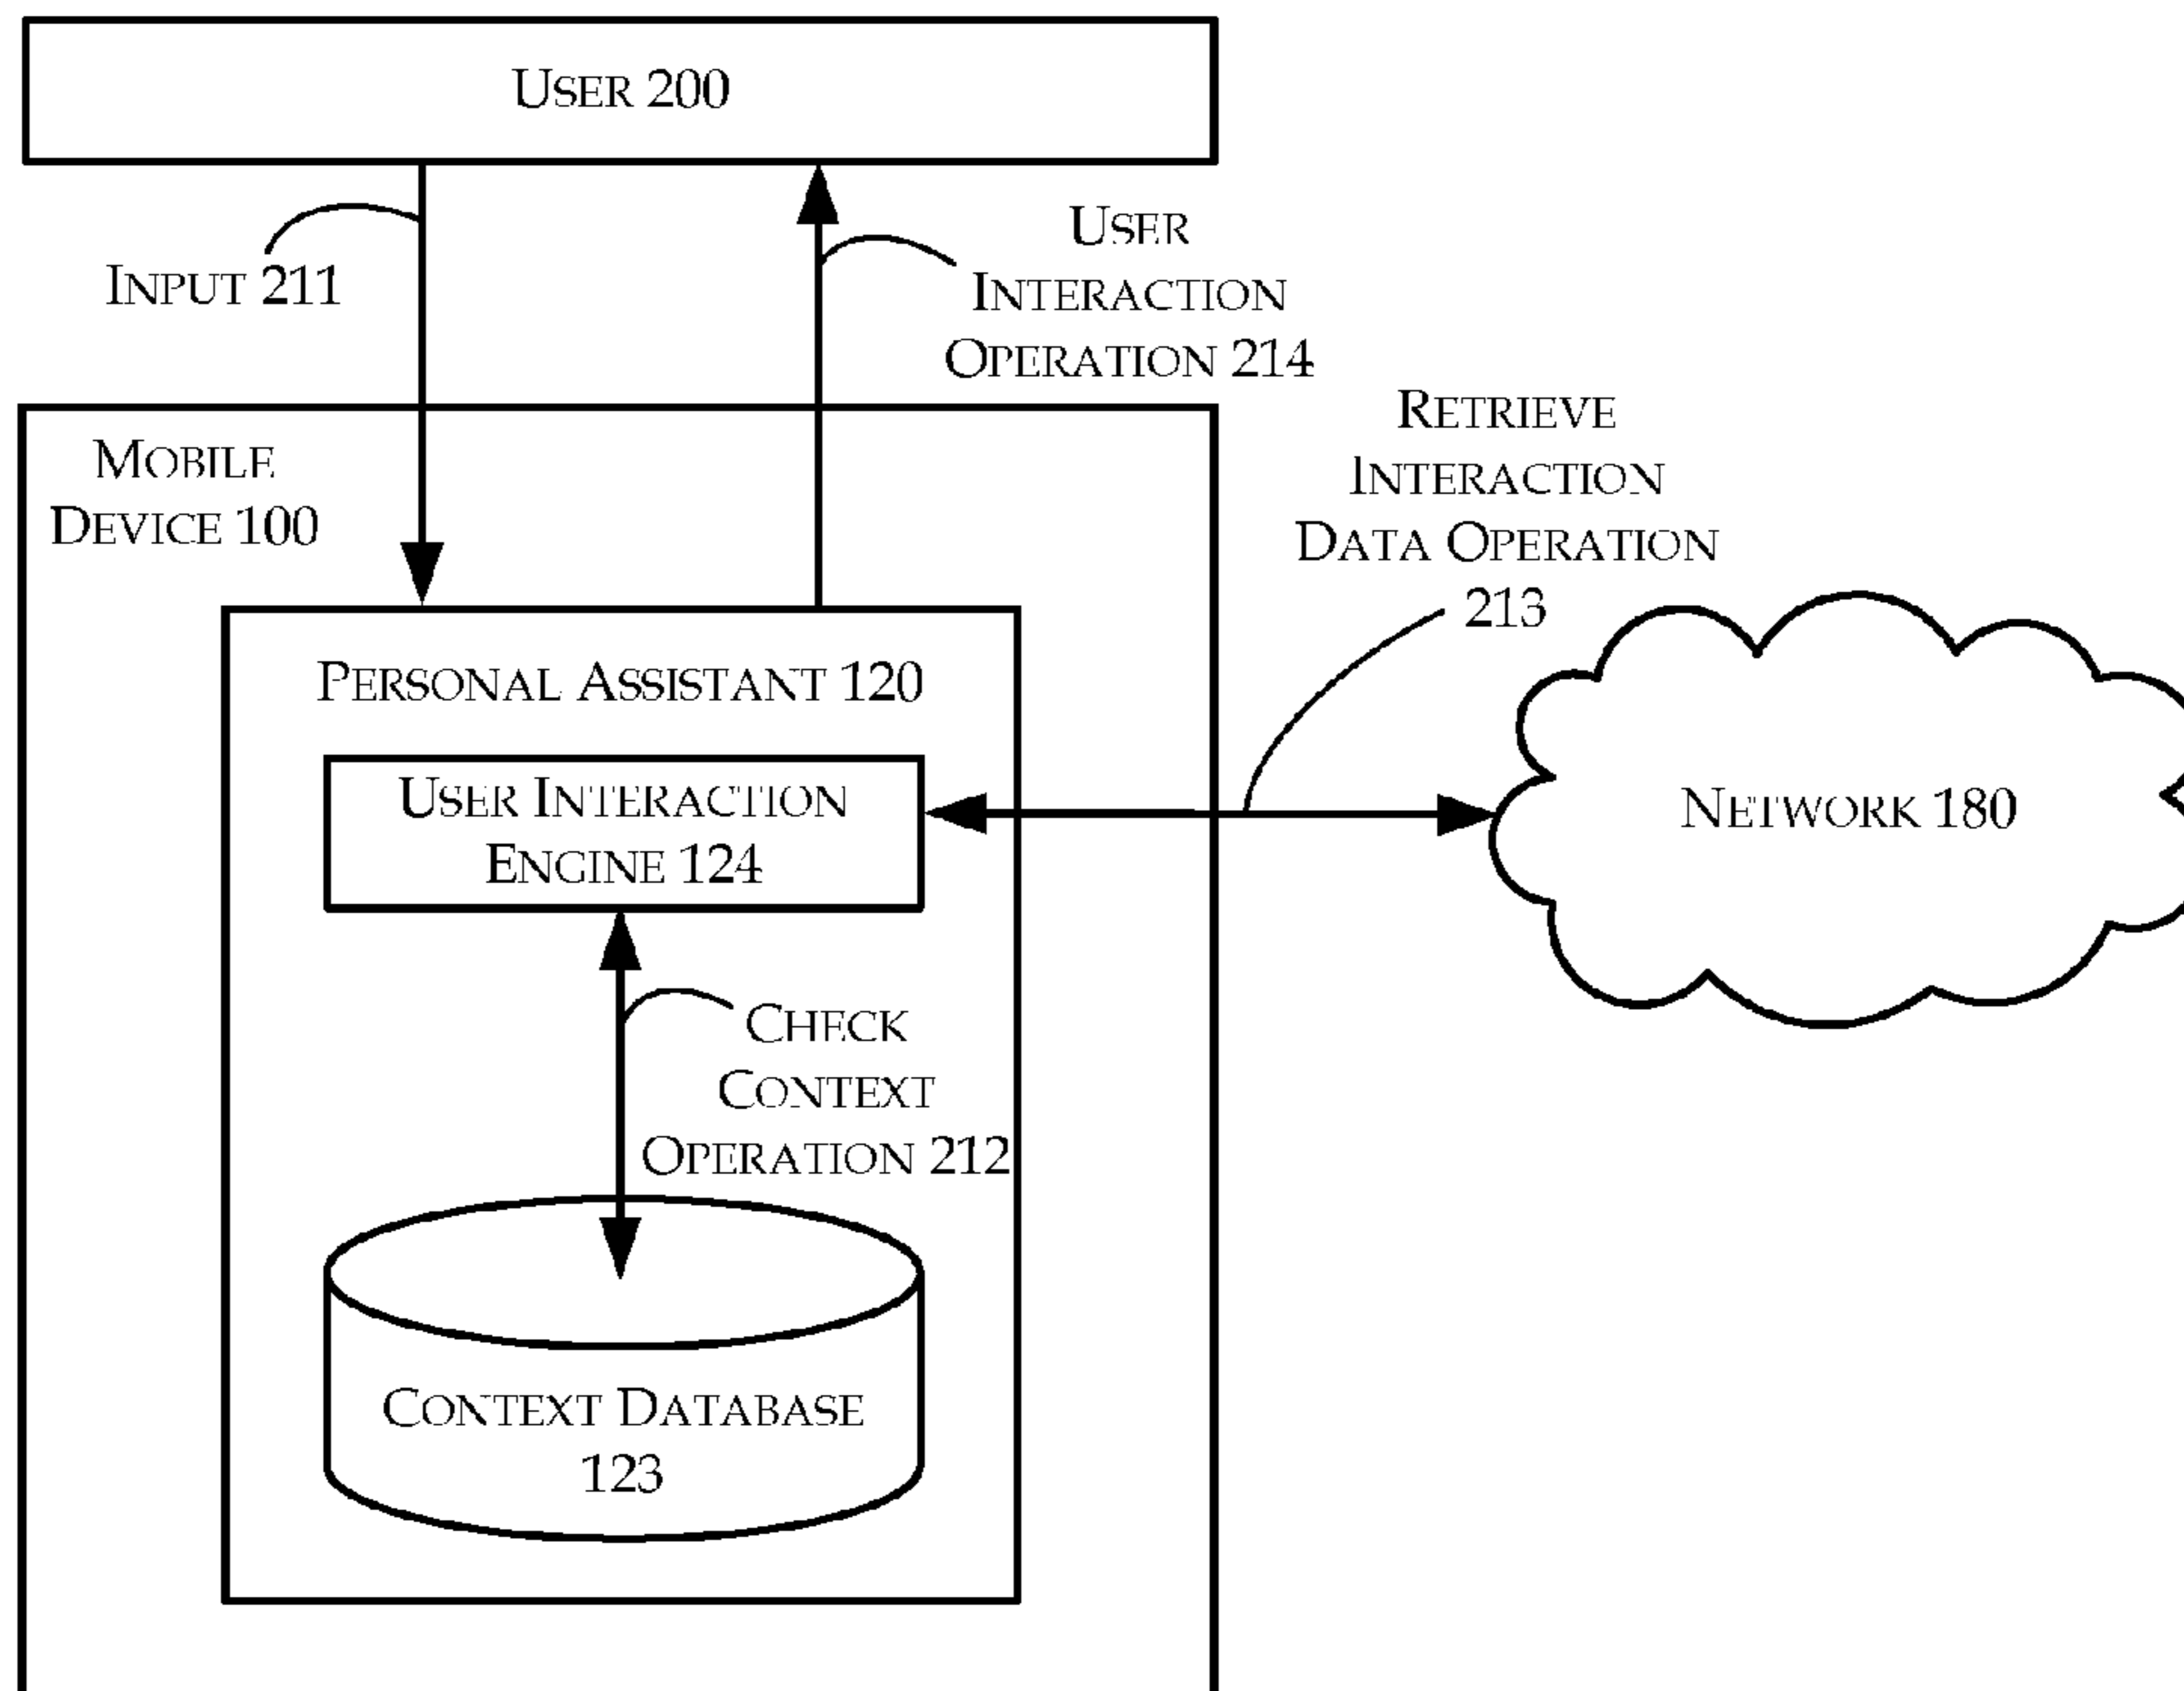 USER 200
INPUT 211
USER
INTERACTION
OPERATION 214
MOBILE
DEVICE 100
RETRIEVE
INTERACTION
DATA OPERATION
213
PERSONAL ASSISTANT 120
USER INTERACTION
ENGINE 124
NETWORK 180
CHECK
CONTEXT
OPERATION 212
CONTEXT DATABASE
123